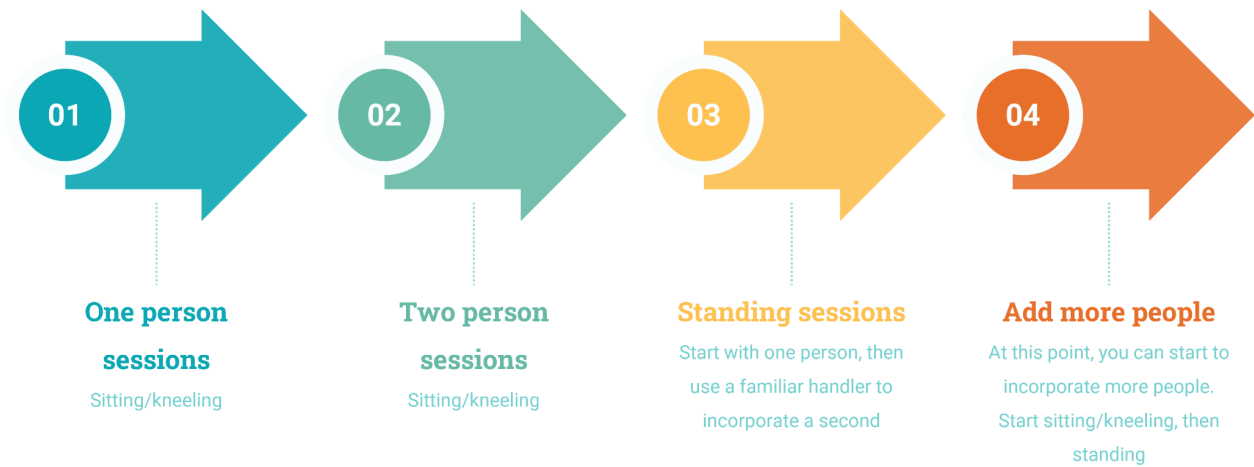 01
One person
sessions
Sitting/kneeling
02
Two person
sessions
Sitting/kneeling
03
Standing sessions
Start with one person, then
use a familiar handler to
incorporate a second
04
Add more people
At this point, you can start to
incorporate more people.
Start sitting/kneeling, then
standing